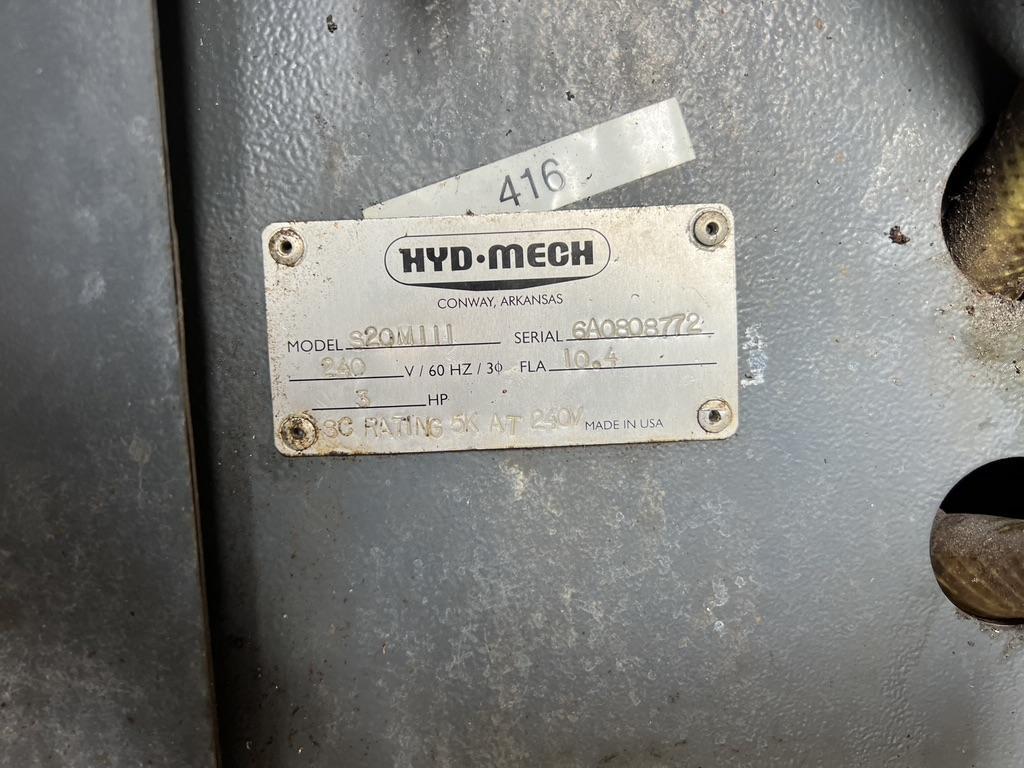 416
HYD·MECH
CONWAY, ARKANSAS
MODEL S20M111 SERIAL 6A0808772
240 V / 60 HZ / 3ϕ FLA 10.4
3 HP
SC RATING 5K AT 240V MADE IN USA